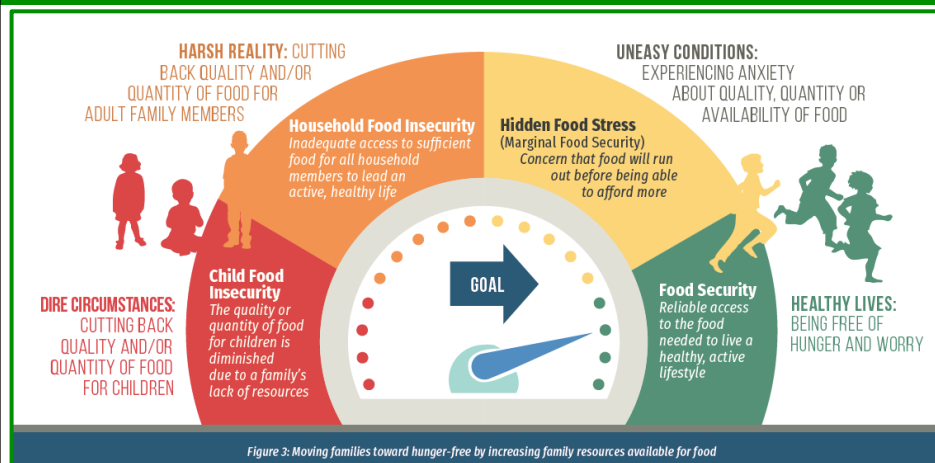 HARSH REALITY: CUTTING
BACK QUALITY AND/OR
QUANTITY OF FOOD FOR
ADULT FAMILY MEMBERS
UNEASY CONDITIONS:
EXPERIENCING ANXIETY
ABOUT QUALITY, QUANTITY OR
AVAILABILITY OF FOOD
Household Food Insecurity
Inadequate access to sufficient
food for all household
members to lead an
active, healthy life
Hidden Food Stress
(Marginal Food Security)
Concern that food will run
out before being able
to afford more
DIRE CIRCUMSTANCES:
CUTTING BACK
QUALITY AND/OR
QUANTITY OF FOOD
FOR CHILDREN
Child Food
Insecurity
The quality or
quantity of food
for children is
diminished
due to a family's
lack of resources
GOAL
Food Security
Reliable access
to the food
needed to live a
healthy, active
lifestyle
HEALTHY LIVES:
BEING FREE OF
HUNGER AND WORRY
Figure 3: Moving families toward hunger-free by increasing family resources available for food